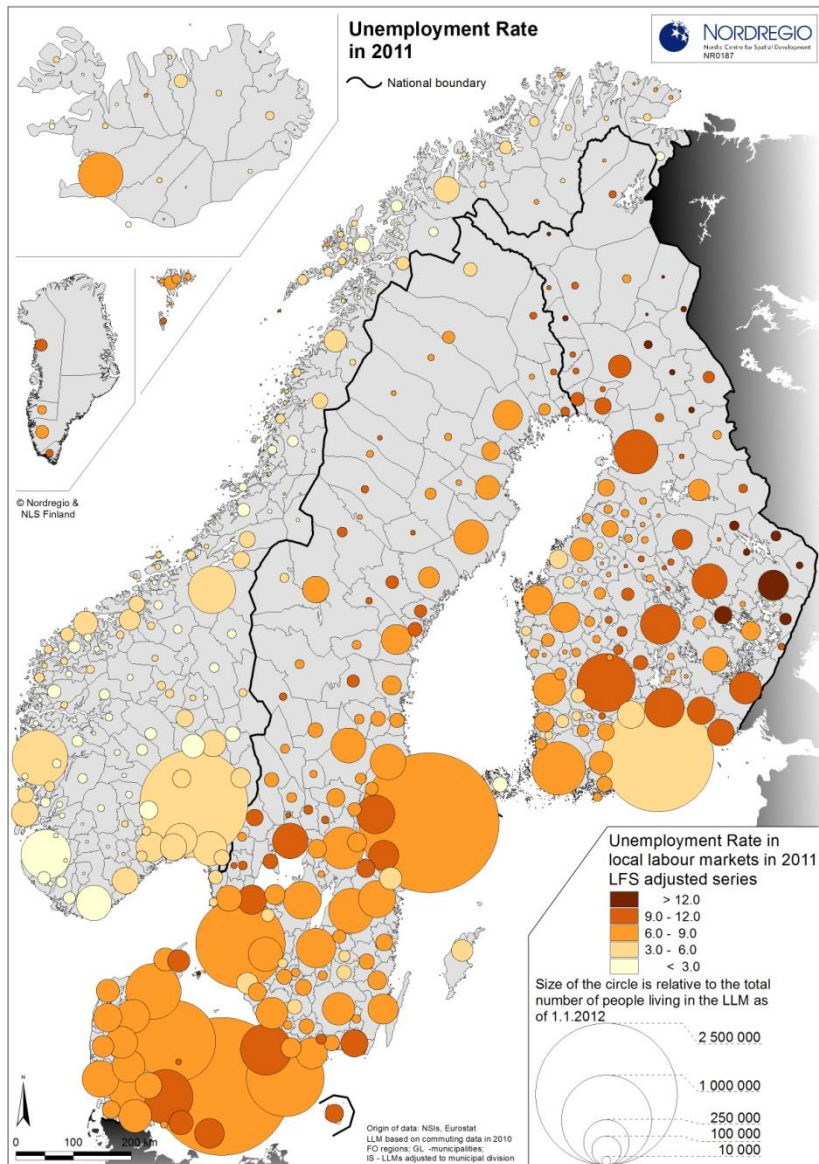 Unemployment Rate
in 2011
National boundary
NORDREGIO
Nordic Centre for Spatial Development
NR0187
© Nordregio &
NLS Finland
Unemployment Rate in
local labour markets in 2011
LFS adjusted series
> 12.0
9.0 - 12.0
6.0 - 9.0
3.0 - 6.0
< 3.0
Size of the circle is relative to the total
number of people living in the LLM as
of 1.1.2012
2 500 000
1 000 000
250 000
100 000
10 000
N
0 100 200 km
Origin of data: NSIs, Eurostat
LLM based on commuting data in 2010
FO regions; GL -municipalities;
IS - LLMs adjusted to municipal division